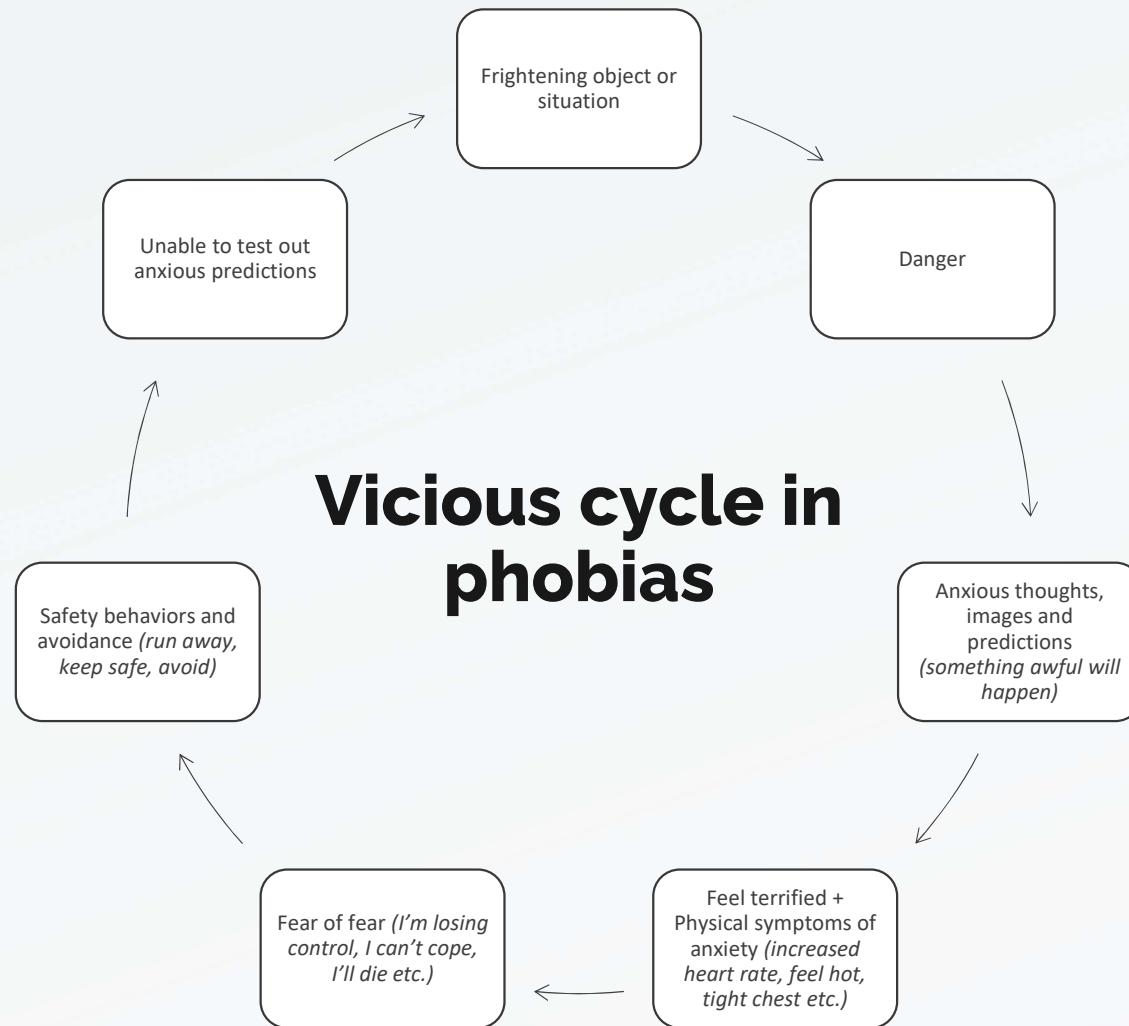 Frightening object or
situation
Danger
Anxious thoughts,
images and
predictions
(something awful will
happen)
Feel terrified +
Physical symptoms of
anxiety (increased
heart rate, feel hot,
tight chest etc.)
Fear of fear (I'm losing
control, I can't cope,
I'll die etc.)
Safety behaviors and
avoidance (run away,
keep safe, avoid)
Unable to test out
anxious predictions
Vicious cycle in
phobias